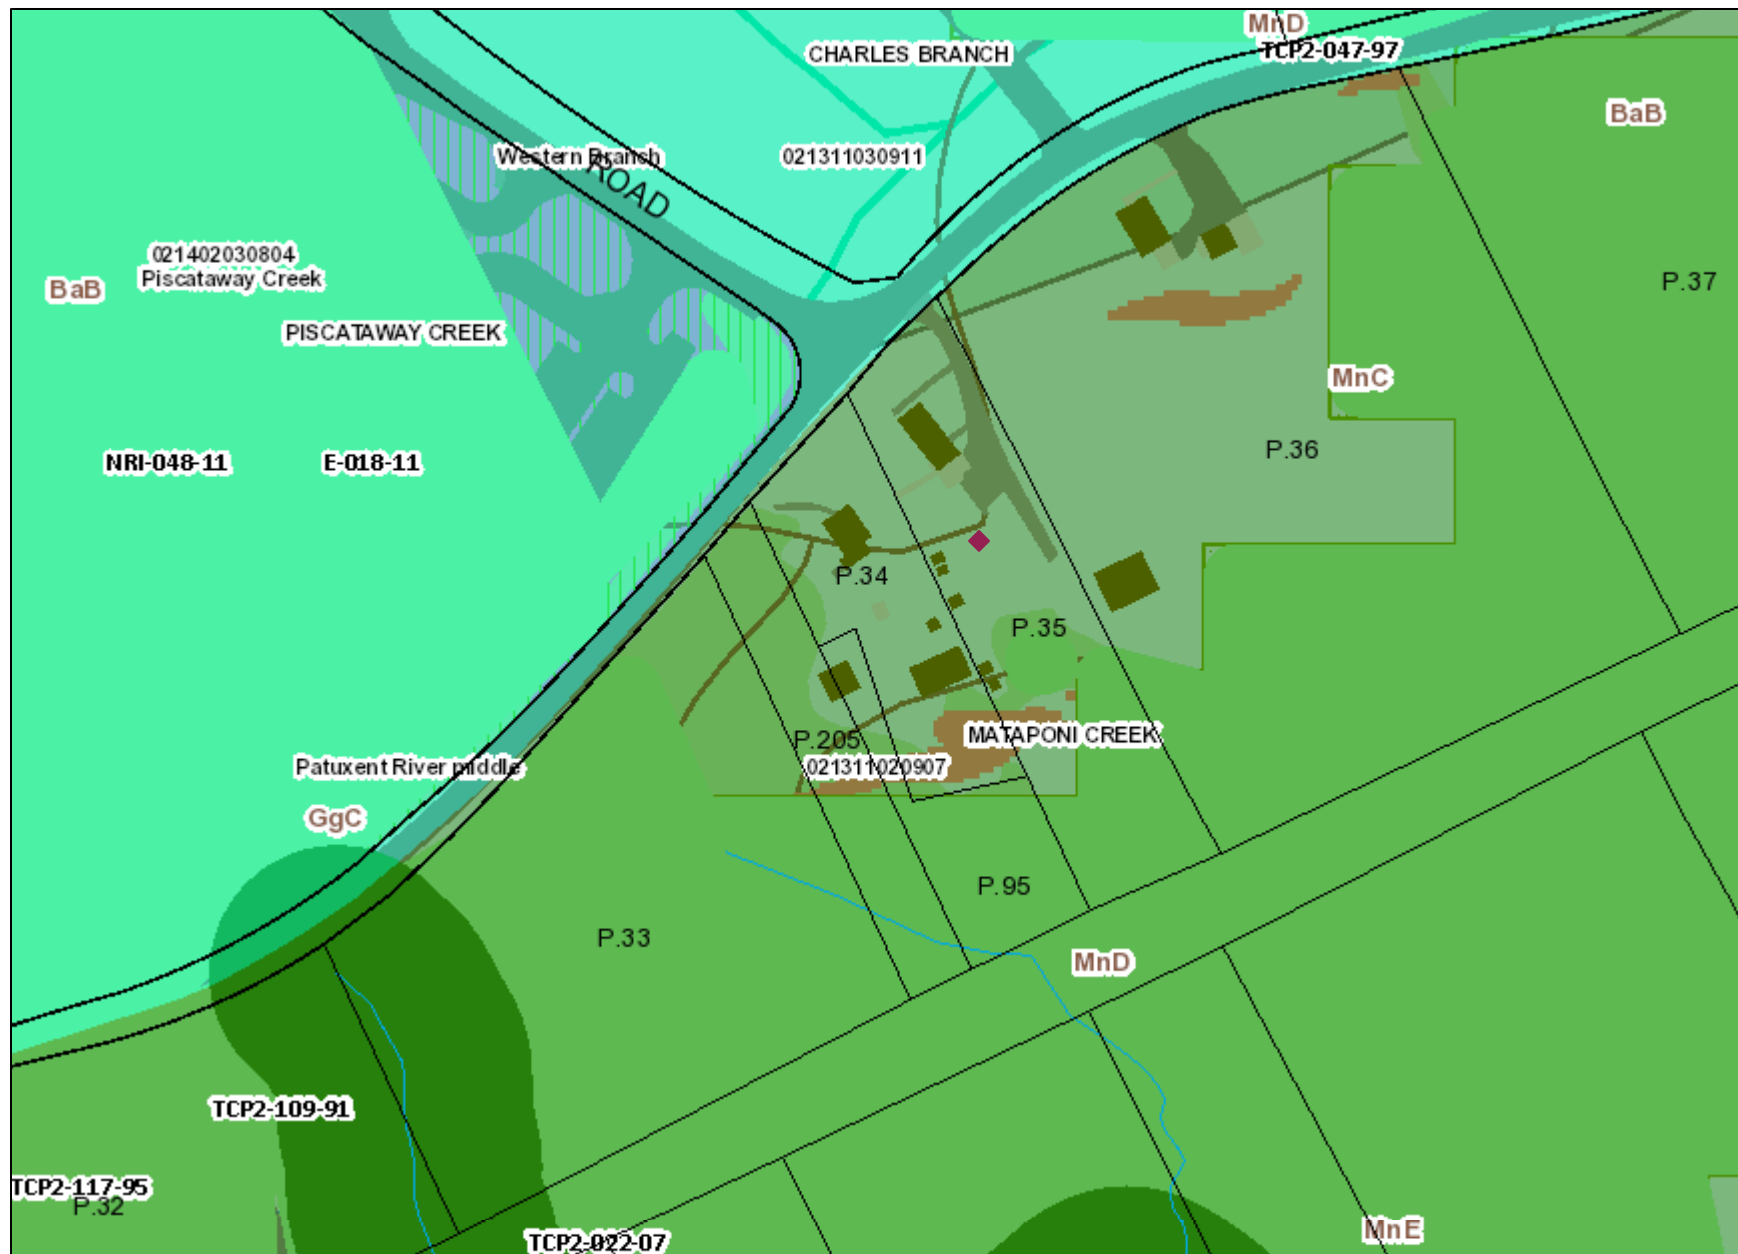 MnD
TCP2-047-97
CHARLES BRANCH
BaB
Western Branch
021311030911
ROAD
021402030804
Piscataway Creek
BaB
P.37
PISCATAWAY CREEK
MnC
P.36
NRI-048-11
E-018-11
P.34
P.35
MATAPONI CREEK
P.205
021311020907
Patuxent River middle
GgC
P.95
P.33
MnD
TCP2-109-91
TCP2-117-95
P.32
MnE
TCP2-022-07